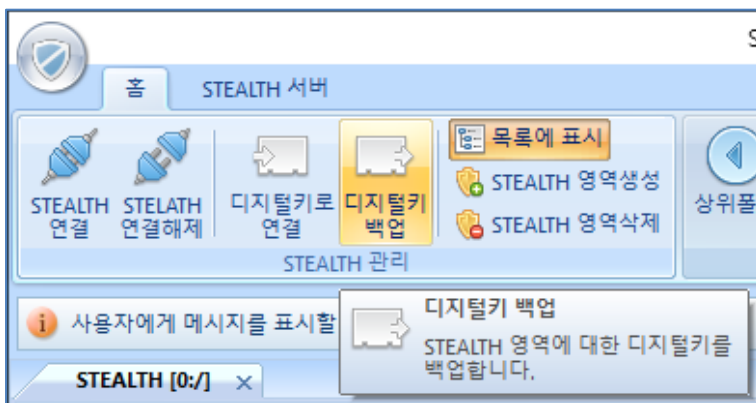 S
홈 STEALTH 서버
STEALTH 연결
STELATH 연결해제
디지털키로 연결
디지털키 백업
목록에 표시
STEALTH 영역생성
STEALTH 영역삭제
상위폴
STEALTH 관리
사용자에게 메시지를 표시할
디지털키 백업
STEALTH 영역에 대한 디지털키를
백업합니다.
STEALTH [0:/]